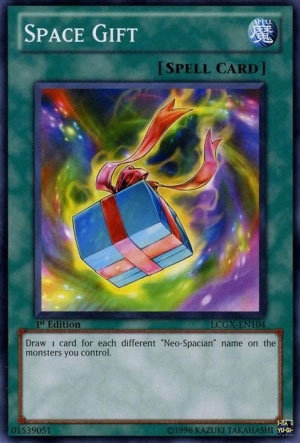 Space Gift
SPELL
魔
[Spell Card]
1st Edition
LCGX-EN104
Draw 1 card for each different "Neo-Spacian" name on the
monsters you control.
01539051
©1996 KAZUKI TAKAHASHI